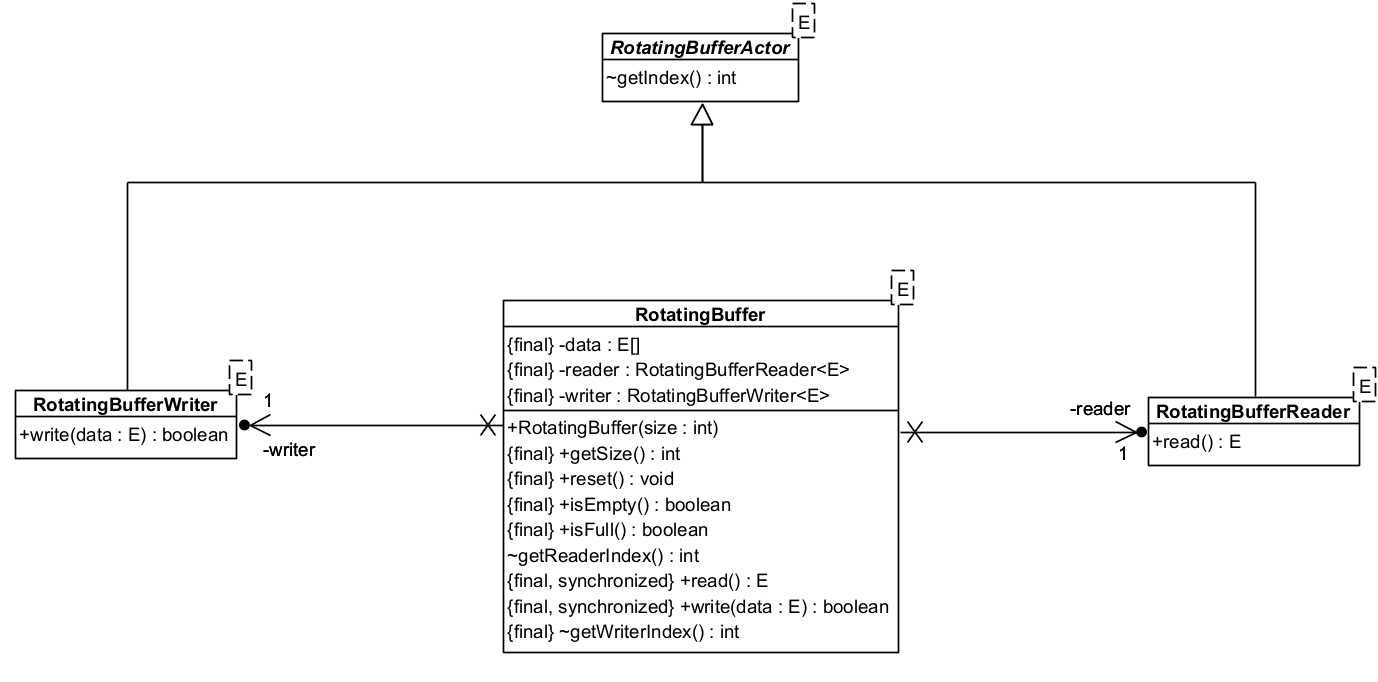 E
RotatingBufferActor
~getIndex() : int
E
RotatingBuffer
{final} -data : E[]
{final} -reader : RotatingBufferReader<E>
{final} -writer : RotatingBufferWriter<E>
+RotatingBuffer(size : int)
{final} +getSize() : int
{final} +reset() : void
{final} +isEmpty() : boolean
{final} +isFull() : boolean
~getReaderIndex() : int
{final, synchronized} +read() : E
{final, synchronized} +write(data : E) : boolean
{final} ~getWriterIndex() : int
E
RotatingBufferWriter
+write(data : E) : boolean
1
-writer
-reader
1
E
RotatingBufferReader
+read() : E